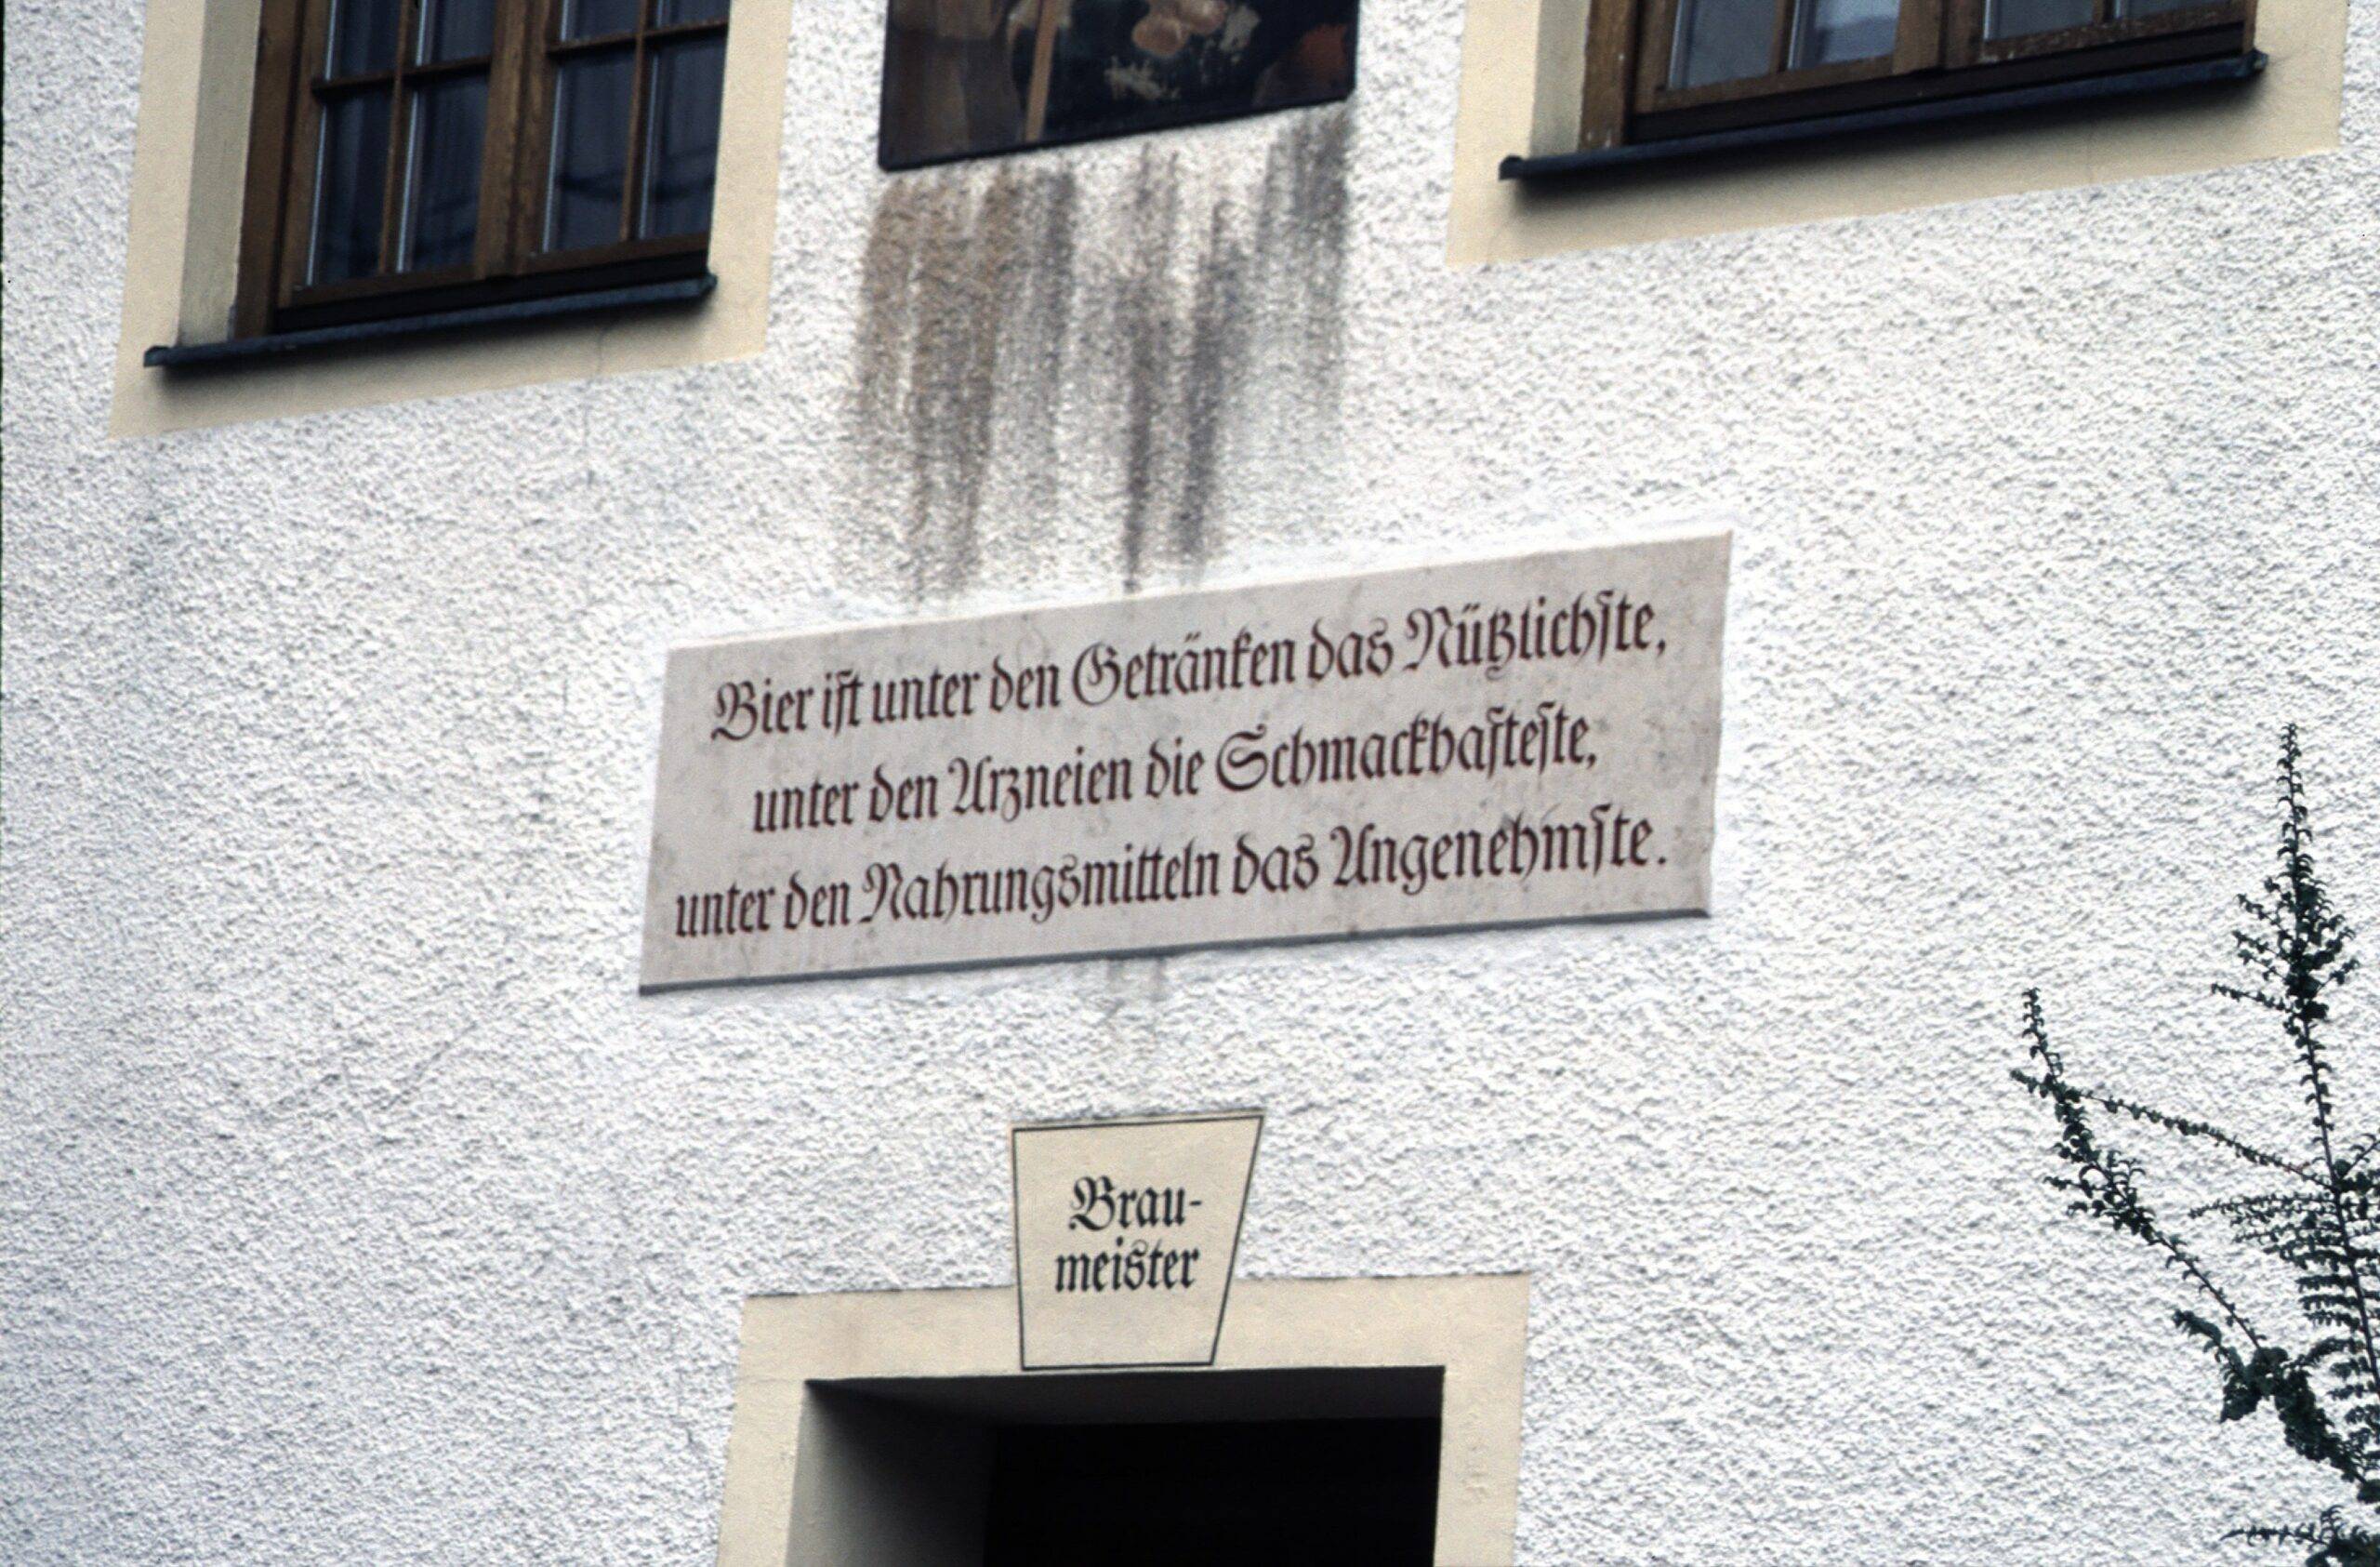 Bier iſt unter den Getränken das Nützlichſte,
unter den Arzneien die Schmackhafteſte,
unter den Nahrungsmitteln das Angenehmſte.
Brau-
meister